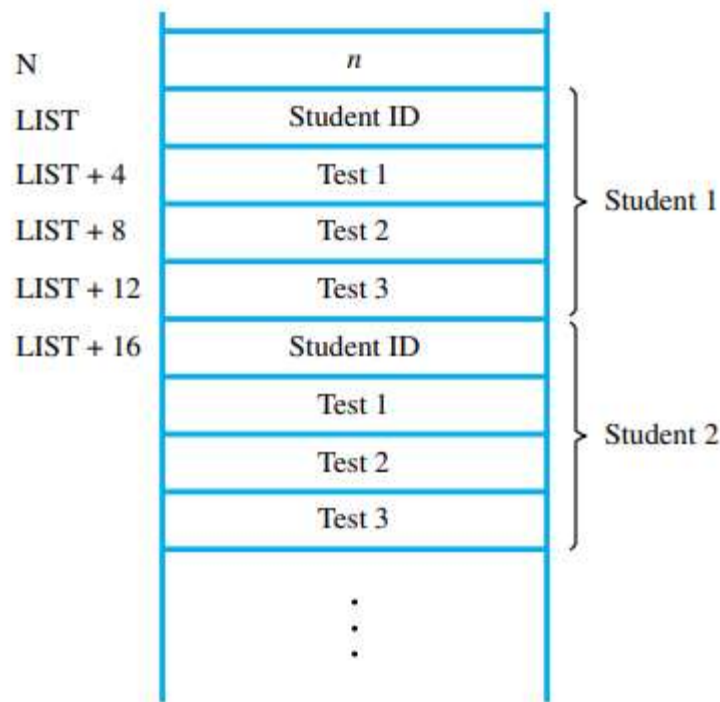 N n
LIST Student ID
LIST + 4 Test 1
Student 1
LIST + 8 Test 2
LIST + 12 Test 3
LIST + 16 Student ID
Test 1
Student 2
Test 2
Test 3